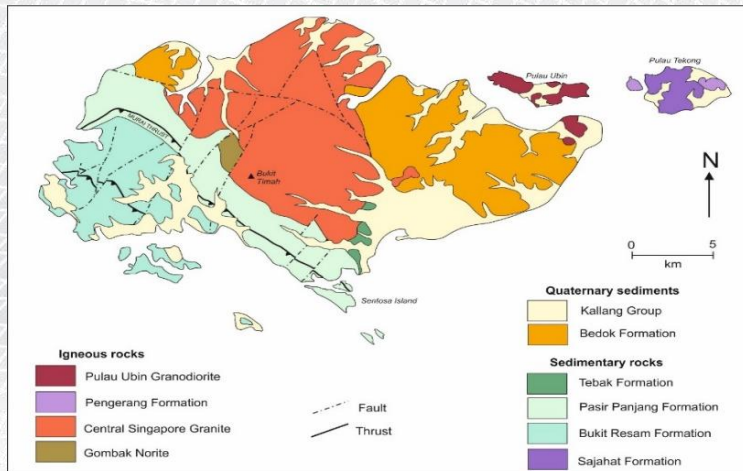 Pulau Ubin
Pulau Tekong
MURAI THRUST
Bukit
Timah
Sentosa Island
N
0 5
km
Igneous rocks
Pulau Ubin Granodiorite
Pengerang Formation
Central Singapore Granite
Gombak Norite
Fault
Thrust
Quaternary sediments
Kallang Group
Bedok Formation
Sedimentary rocks
Tebak Formation
Pasir Panjang Formation
Bukit Resam Formation
Sajahat Formation